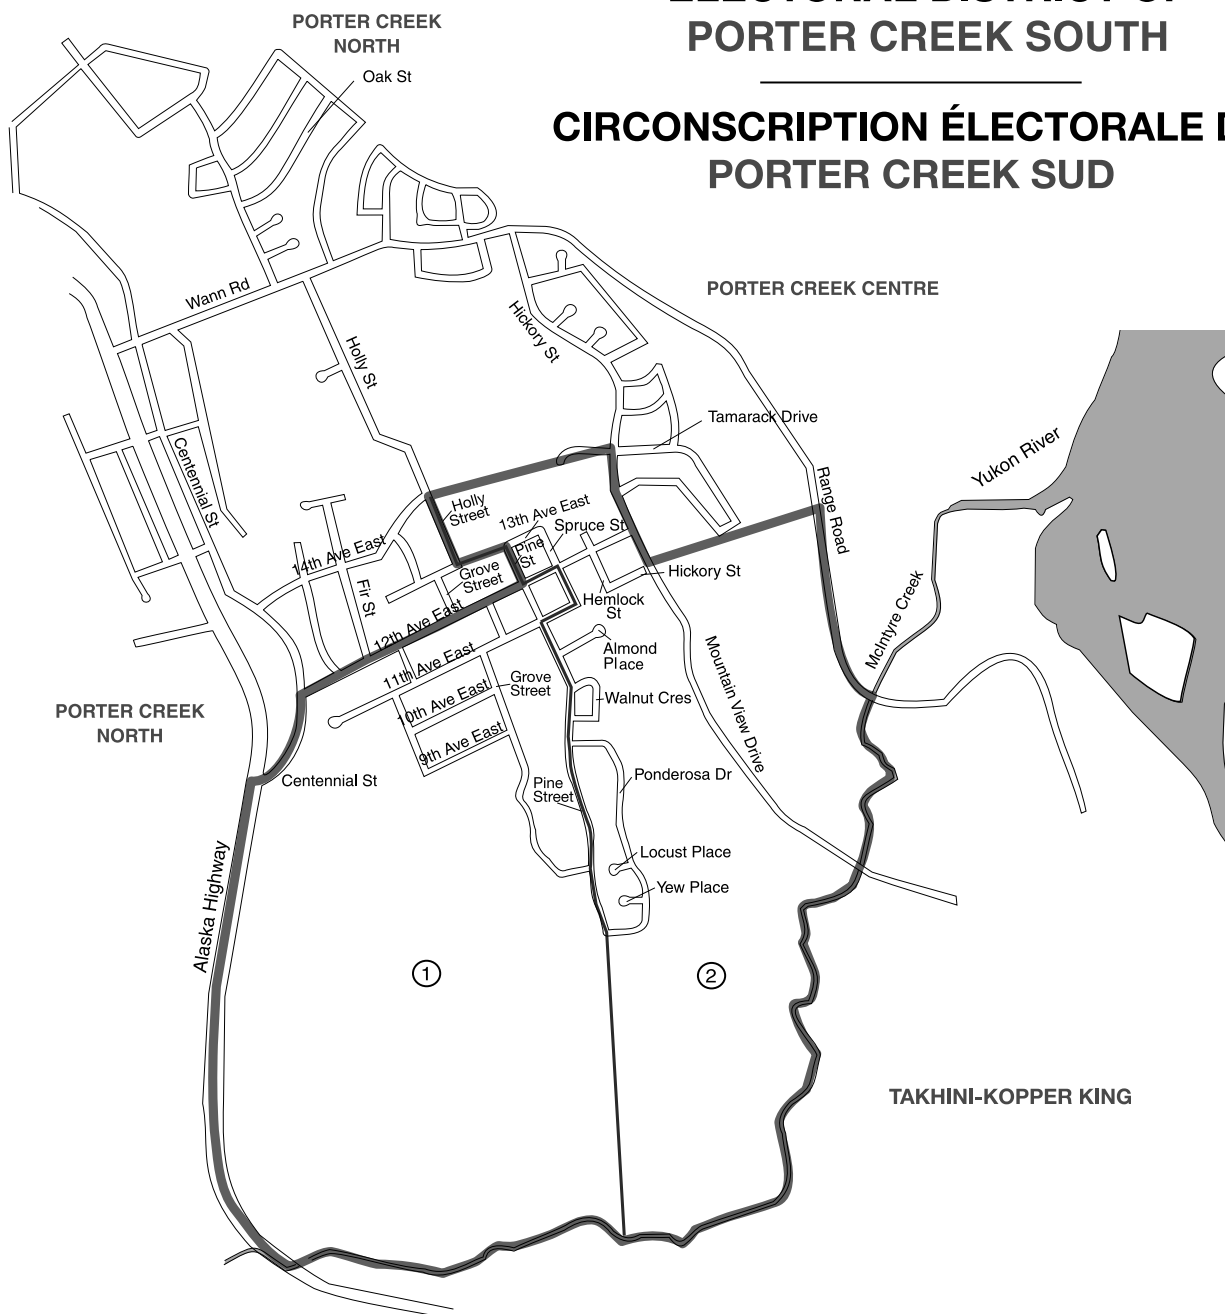 PORTER CREEK SOUTH
CIRCONSCRIPTION ÉLECTORALE
PORTER CREEK SUD
PORTER CREEK
NORTH
Oak St
PORTER CREEK CENTRE
Wann Rd
Holly St
Hickory St
Tamarack Drive
Centennial St
Range Road
Yukon River
Holly
Street
13th Ave East
Spruce St
14th Ave East
Pine
St
Grove
Street
Hickory St
Fir St
Hemlock
St
12th Ave East
McIntyre Creek
11th Ave East
Almond
Place
Mountain View Drive
Grove
Street
10th Ave East
Walnut Cres
PORTER CREEK
NORTH
9th Ave East
Centennial St
Ponderosa Dr
Pine
Street
Locust Place
Yew Place
Alaska Highway
1
2
TAKHINI-KOPPER KING